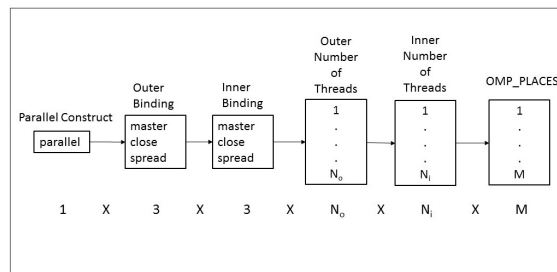 Parallel Construct
parallel
Outer
Binding
master
close
spread
Inner
Binding
master
close
spread
Outer
Number
of
Threads
1
.
.
.
Nₒ
Inner
Number
of
Threads
1
.
.
.
Nᵢ
OMP_PLACES
1
.
.
.
M
1 X 3 X 3 X Nₒ X Nᵢ X M